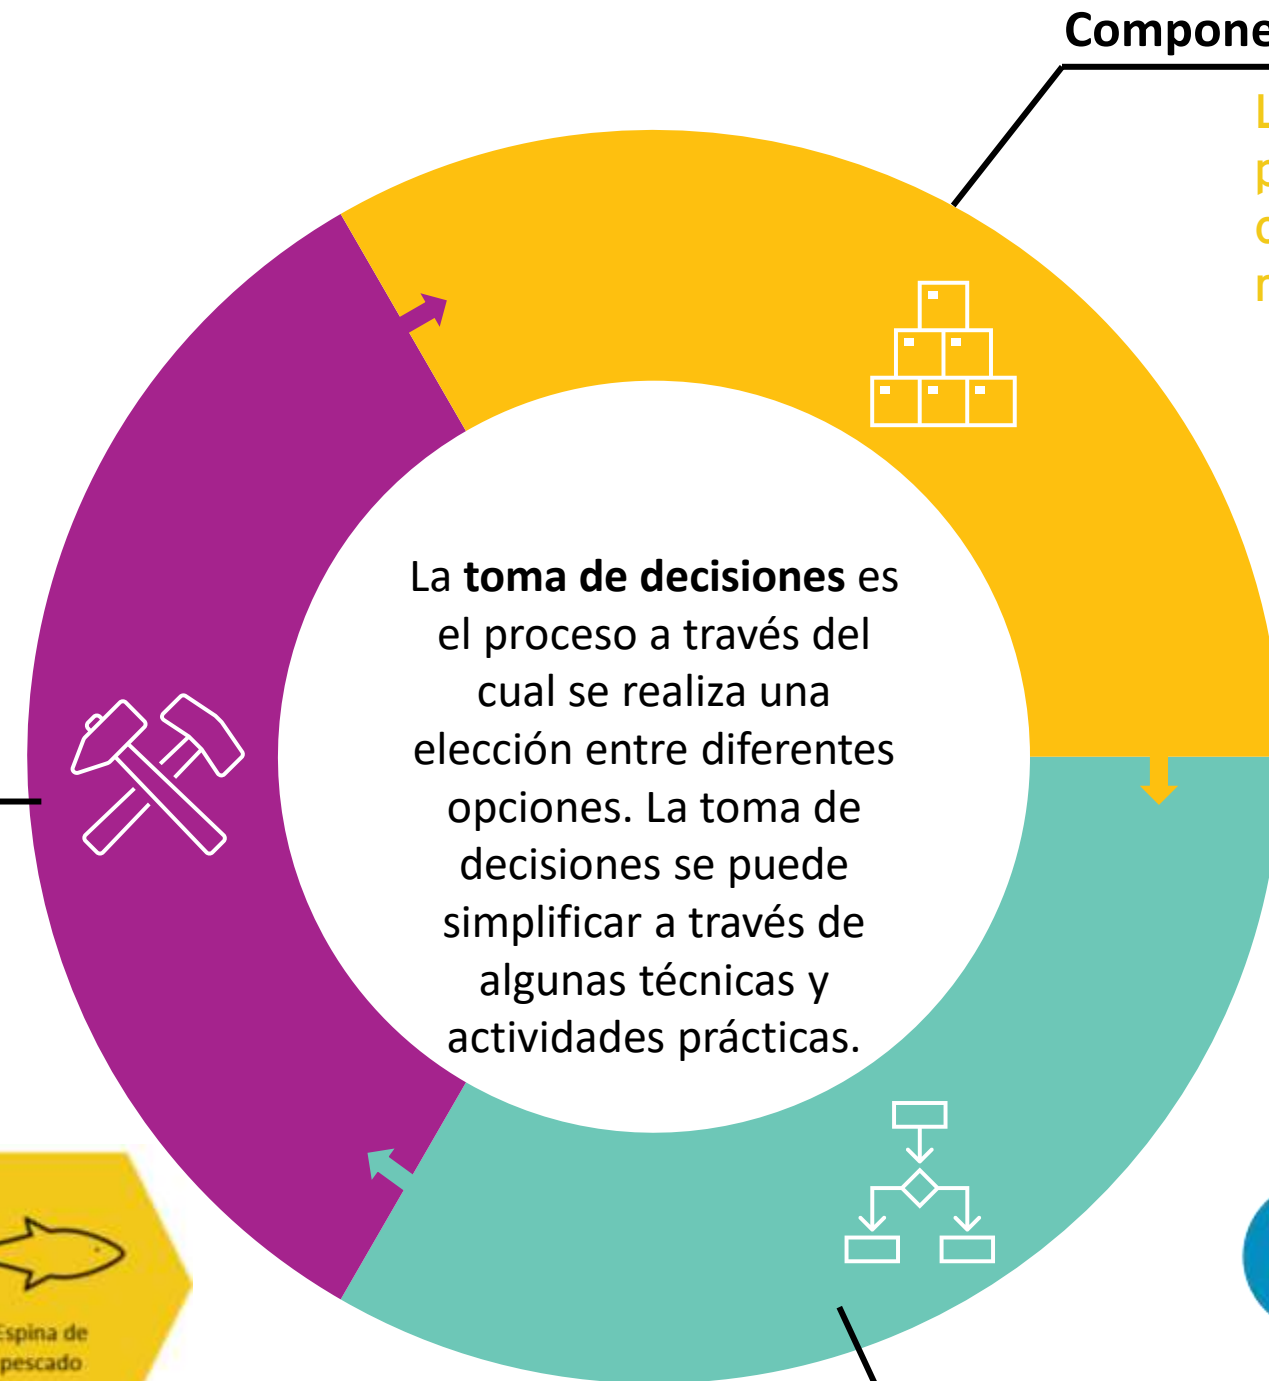 La toma de decisiones es
el proceso a través del
cual se realiza una
elección entre diferentes
opciones. La toma de
decisiones se puede
simplificar a través de
algunas técnicas y
actividades prácticas.
Espina de
pescado